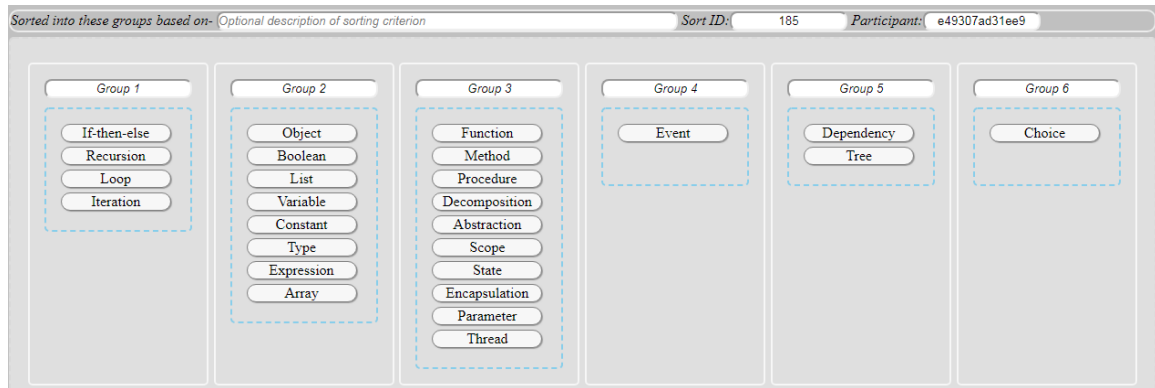 Sorted into these groups based on- Optional description of sorting criterion Sort ID: 185 Participant: e49307ad31ee9
Group 1
If-then-else
Recursion
Loop
Iteration
Group 2
Object
Boolean
List
Variable
Constant
Type
Expression
Array
Group 3
Function
Method
Procedure
Decomposition
Abstraction
Scope
State
Encapsulation
Parameter
Thread
Group 4
Event
Group 5
Dependency
Tree
Group 6
Choice